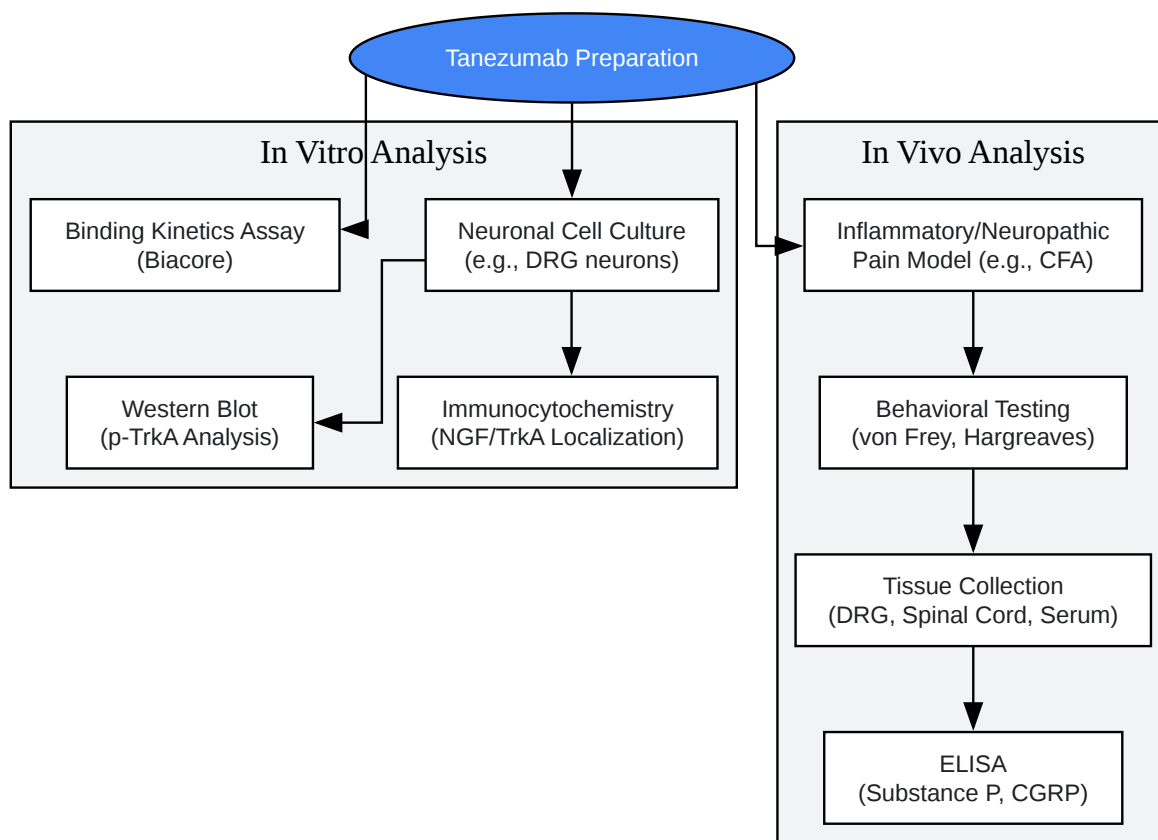 Tanezumab Preparation
In Vitro Analysis
Binding Kinetics Assay
(Biacore)
Neuronal Cell Culture
(e.g., DRG neurons)
Western Blot
(p-TrkA Analysis)
Immunocytochemistry
(NGF/TrkA Localization)
In Vivo Analysis
Inflammatory/Neuropathic
Pain Model (e.g., CFA)
Behavioral Testing
(von Frey, Hargreaves)
Tissue Collection
(DRG, Spinal Cord, Serum)
ELISA
(Substance P, CGRP)